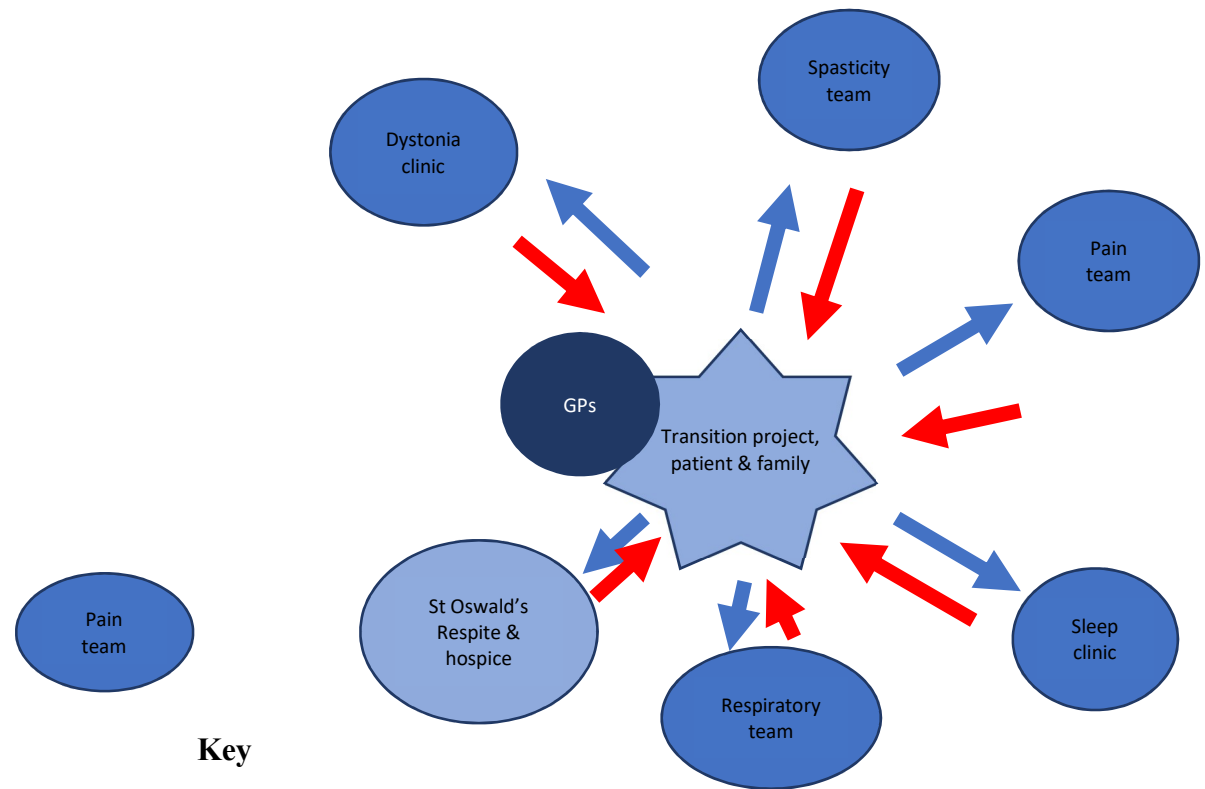 Spasticity
team
Dystonia
clinic
Pain
team
GPs
Transition project,
patient & family
St Oswald’s
Respite &
hospice
Pain
team
Sleep
clinic
Respiratory
team
Key